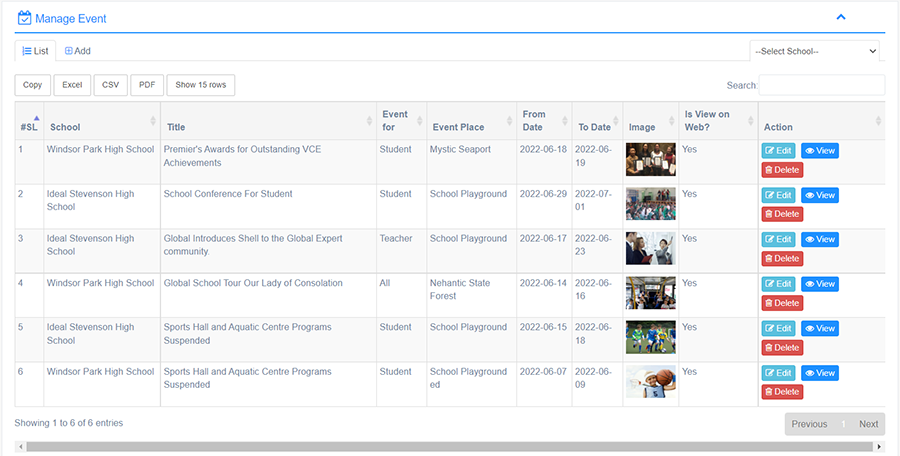 Manage Event
List Add --Select School--
Copy Excel CSV PDF Show 15 rows Search:
#SL School Title Event for Event Place From Date To Date Image Is View on Web? Action
1 Windsor Park High School Premier's Awards for Outstanding VCE Student Mystic Seaport 2022-06-18 2022-06- Yes Edit View
Achievements 19 Delete
2 Ideal Stevenson High School Conference For Student Student School Playground 2022-06-29 2022-07- Yes Edit View
School 01 Delete
3 Ideal Stevenson High Global Introduces Shell to the Global Expert Teacher School Playground 2022-06-17 2022-06- Yes Edit View
School community. 23 Delete
4 Windsor Park High School Global School Tour Our Lady of Consolation All Nehantic State 2022-06-14 2022-06- Yes Edit View
Forest 16 Delete
5 Ideal Stevenson High Sports Hall and Aquatic Centre Programs Student School Playground 2022-06-15 2022-06- Yes Edit View
School Suspended 18 Delete
6 Windsor Park High School Sports Hall and Aquatic Centre Programs Student School Playground 2022-06-07 2022-06- Yes Edit View
Suspended ed 09 Delete
Showing 1 to 6 of 6 entries Previous 1 Next